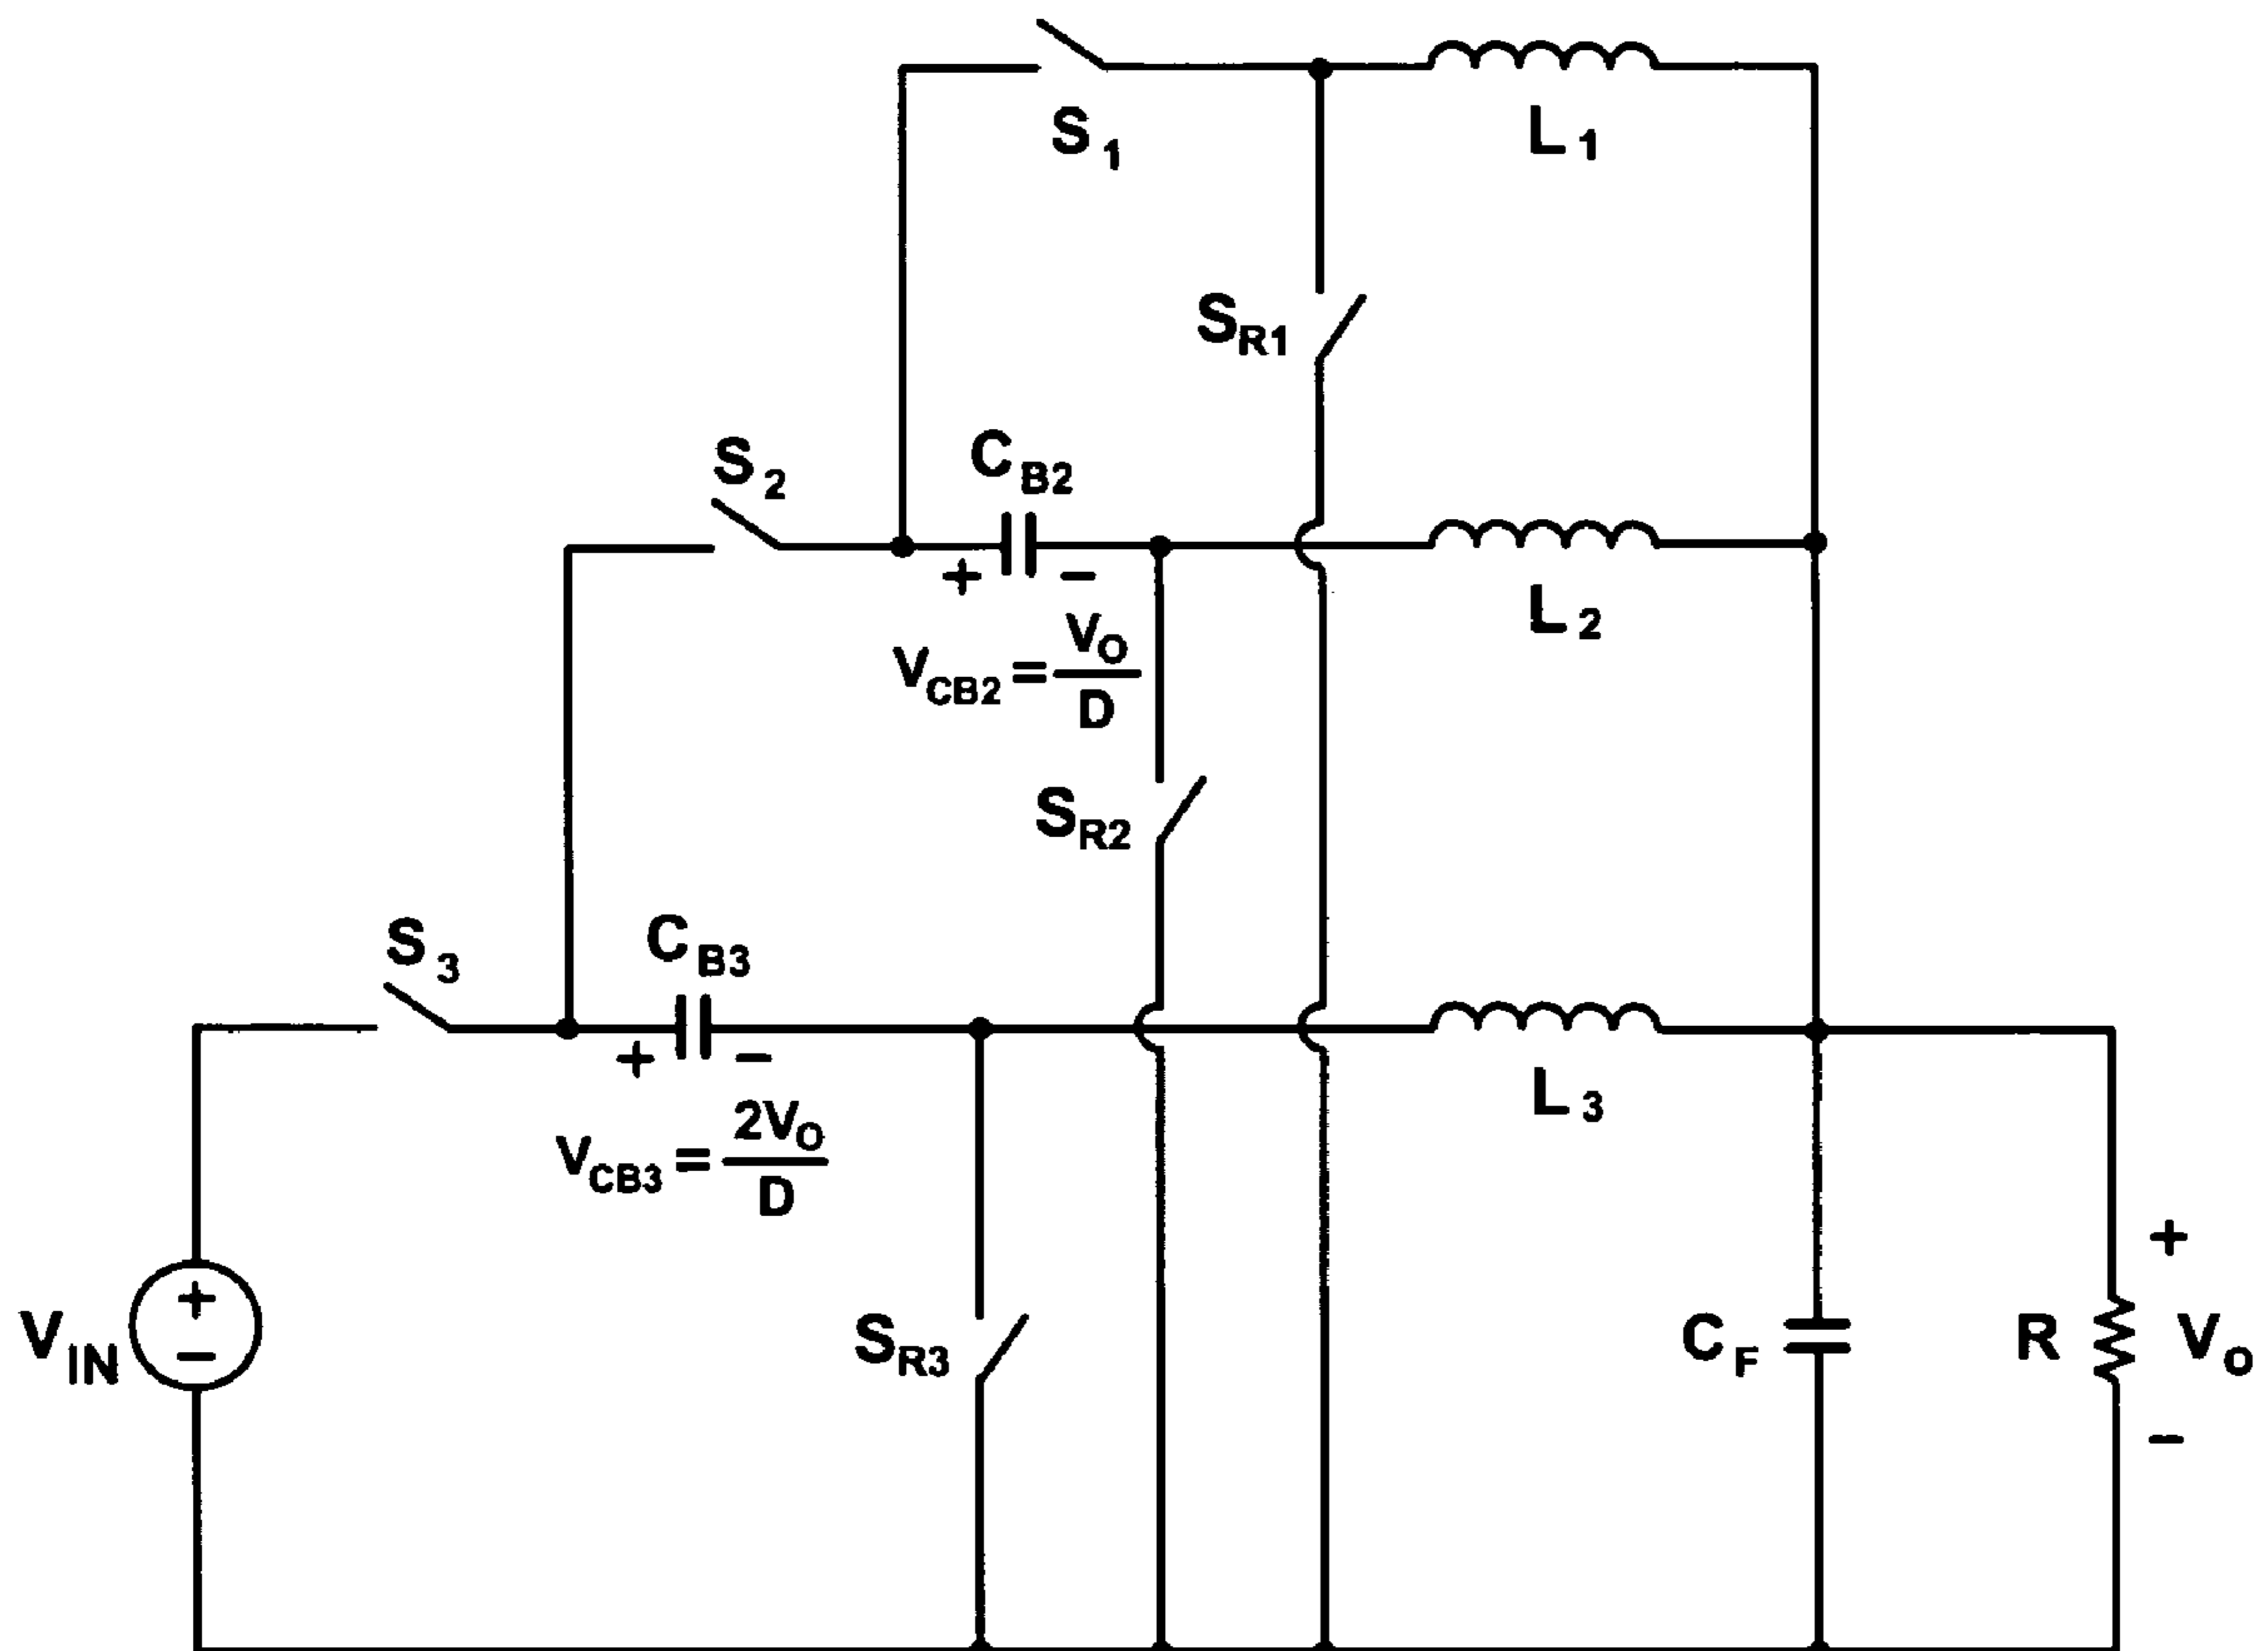 S1
L1
SR1
S2
CB2
+ −
L2
VCB2 = VO/D
SR2
S3
CB3
+ −
L3
VCB3 = 2VO/D
+
−
VIN
SR3
CF
R
+
VO
−